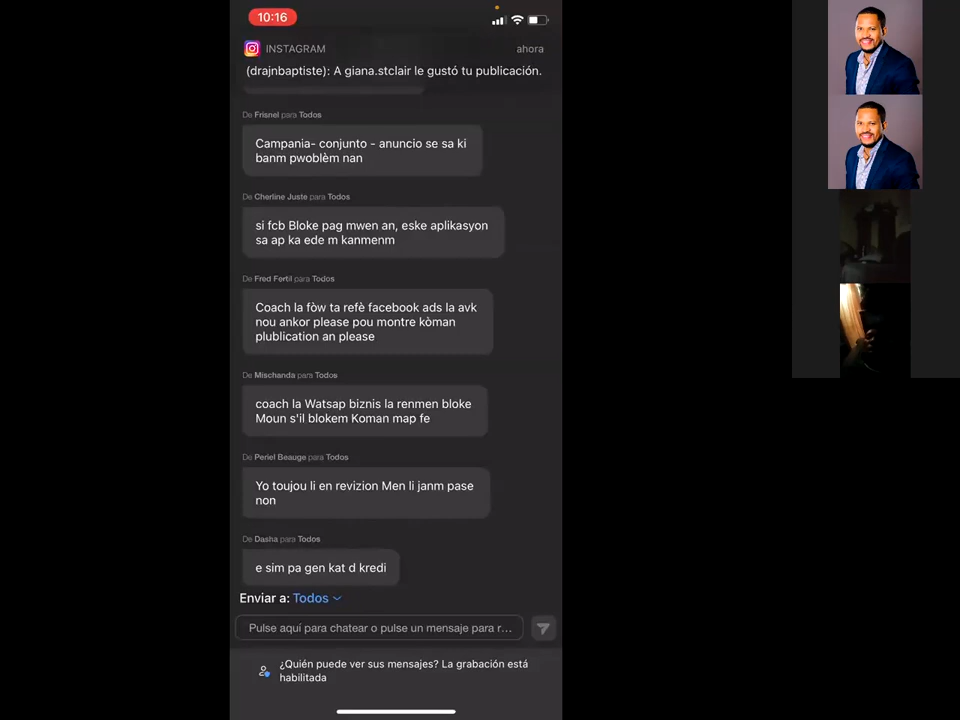 10:16
INSTAGRAM
ahora
(drajnbaptiste): A giana.stclair le gustó tu publicación.
De Frisnel para Todos
Campania- conjunto - anuncio se sa ki
banm pwoblèm nan
De Cherline Juste para Todos
si fcb Bloke pag mwen an, eske aplikasyon
sa ap ka ede m kanmenm
De Fred Fertil para Todos
Coach la fòw ta refè facebook ads la avk
nou ankor please pou montre kòman
plublication an please
De Mischanda para Todos
coach la Watsap biznis la renmen bloke
Moun s'il blokem Koman map fe
De Periel Beauge para Todos
Yo toujou li en revizion Men li janm pase
non
De Dasha para Todos
e sim pa gen kat d kredi
Enviar a: Todos
Pulse aquí para chatear o pulse un mensaje para r...
¿Quién puede ver sus mensajes? La grabación está
habilitada